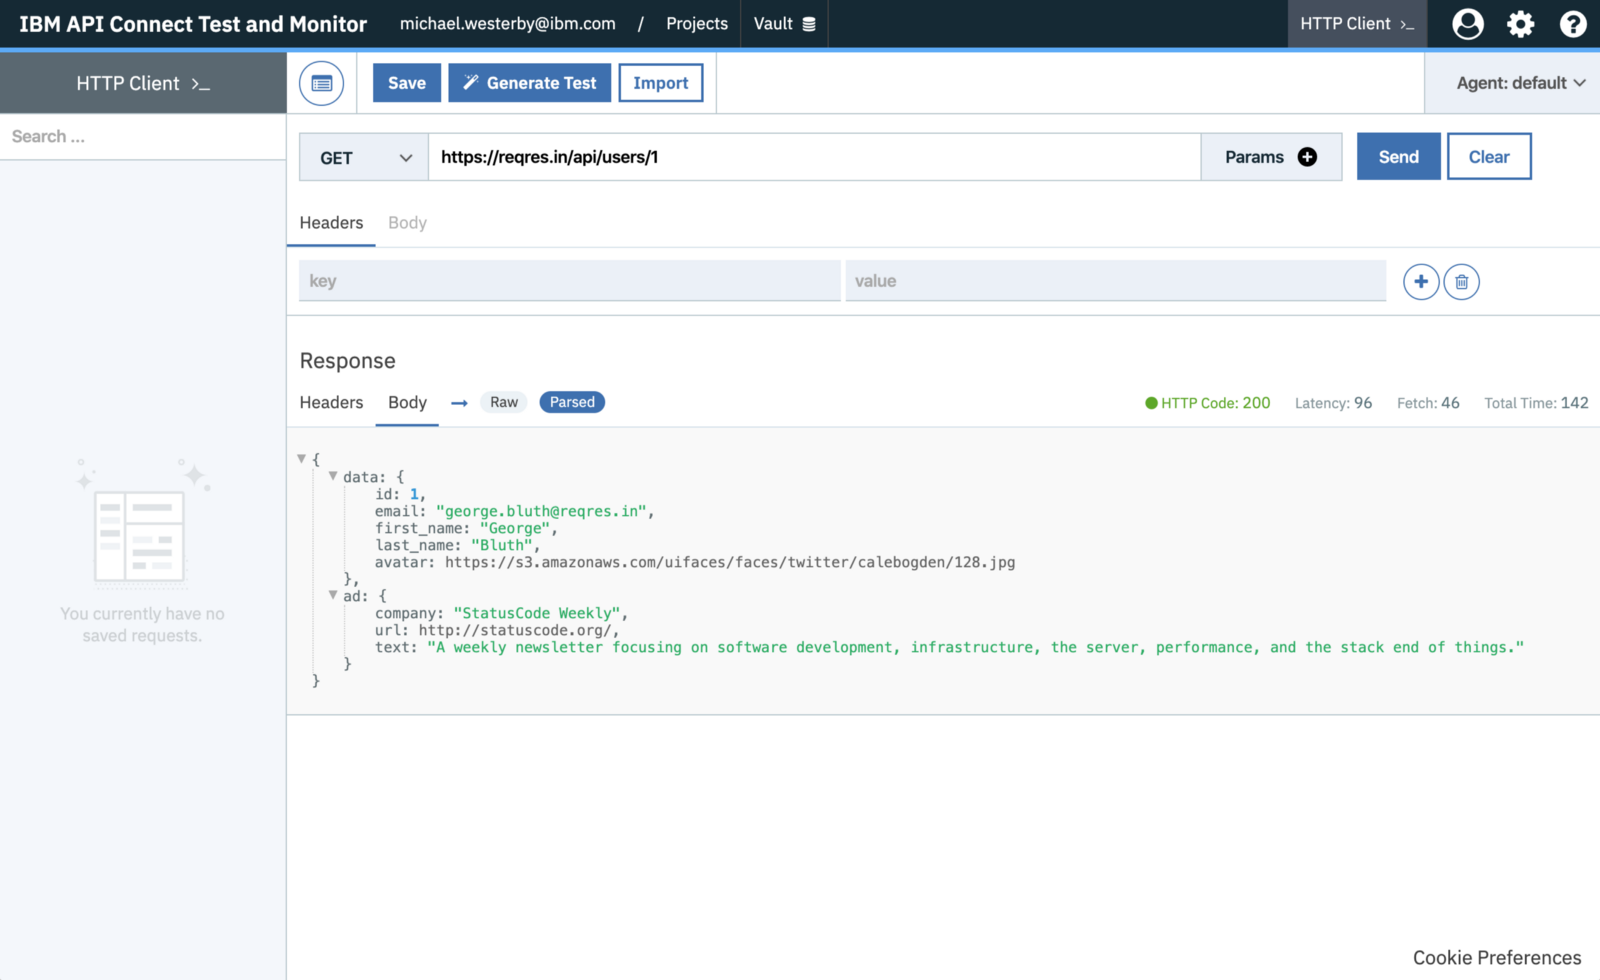 IBM API Connect Test and Monitor michael.westerby@ibm.com / Projects Vault HTTP Client >_
HTTP Client >_ Save Generate Test Import Agent: default
Search ...
GET https://reqres.in/api/users/1 Params Send Clear
Headers Body
key value
Response
Headers Body → Raw Parsed HTTP Code: 200 Latency: 96 Fetch: 46 Total Time: 142
{
data: {
id: 1,
email: "george.bluth@reqres.in",
first_name: "George",
last_name: "Bluth",
avatar: https://s3.amazonaws.com/uifaces/faces/twitter/calebogden/128.jpg
},
ad: {
company: "StatusCode Weekly",
url: http://statuscode.org/,
text: "A weekly newsletter focusing on software development, infrastructure, the server, performance, and the stack end of things."
}
}
You currently have no
saved requests.
Cookie Preferences